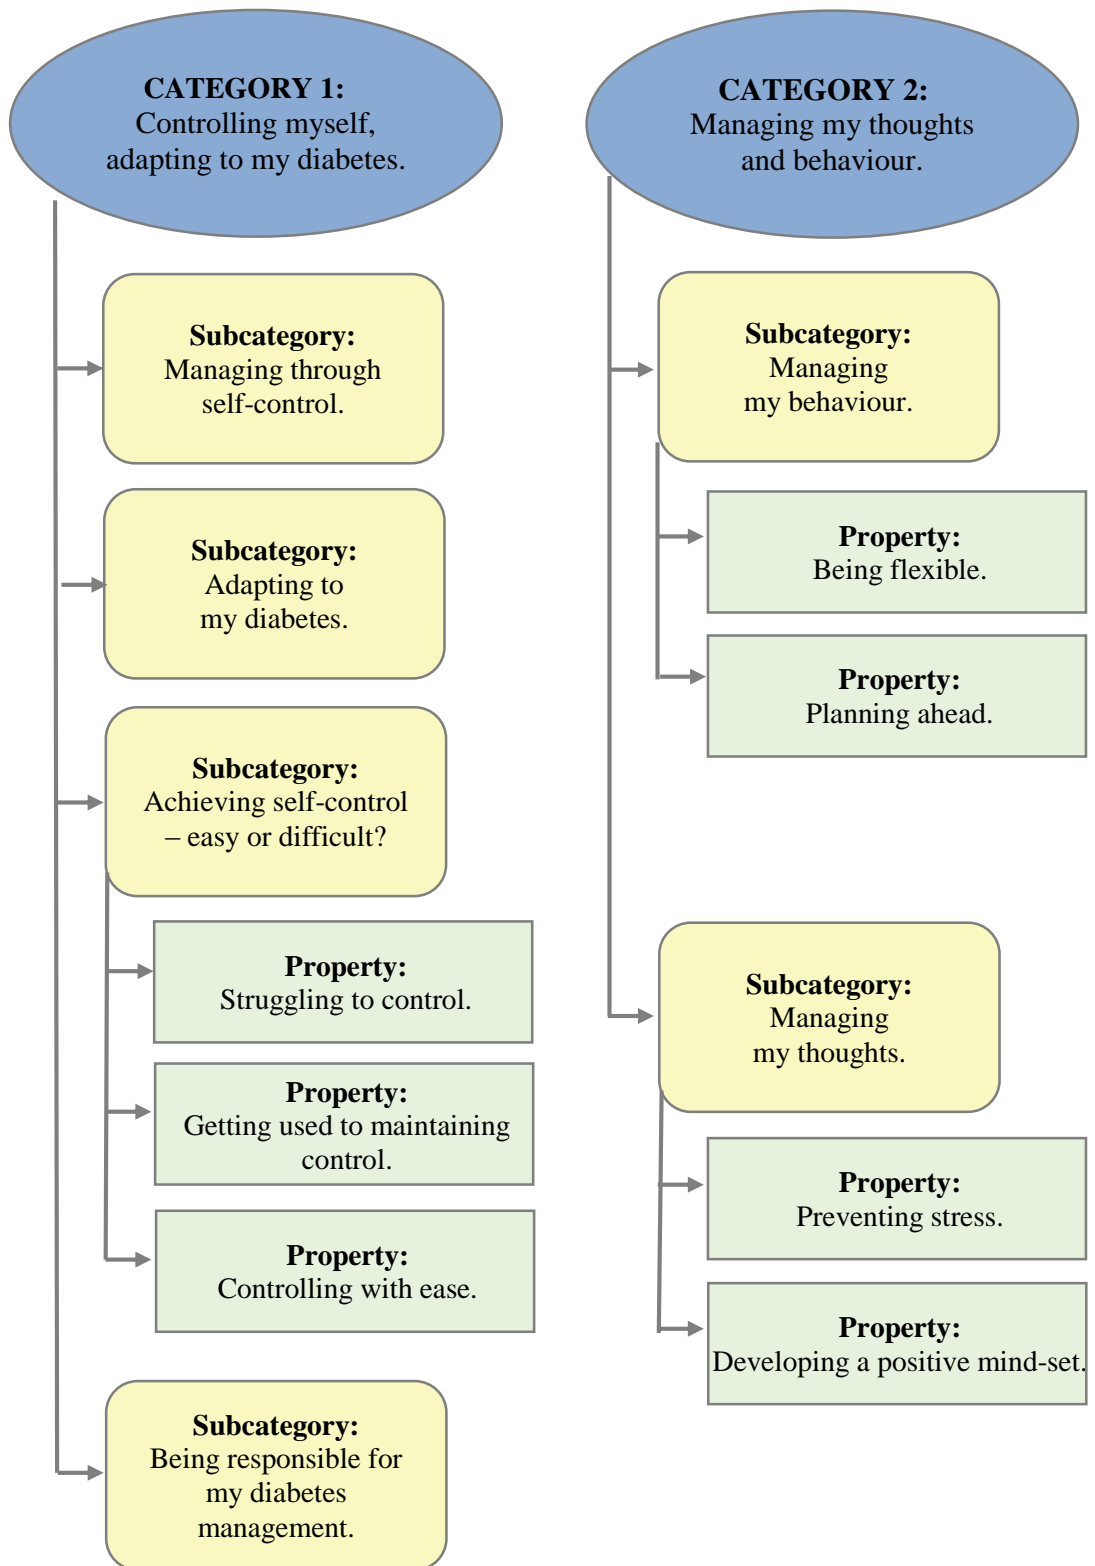 CATEGORY 1:
Controlling myself,
adapting to my diabetes.
Subcategory:
Managing through
self-control.
Subcategory:
Adapting to
my diabetes.
Subcategory:
Achieving self-control
– easy or difficult?
Property:
Struggling to control.
Property:
Getting used to maintaining
control.
Property:
Controlling with ease.
Subcategory:
Being responsible for
my diabetes
management.
CATEGORY 2:
Managing my thoughts
and behaviour.
Subcategory:
Managing
my behaviour.
Property:
Being flexible.
Property:
Planning ahead.
Subcategory:
Managing
my thoughts.
Property:
Preventing stress.
Property:
Developing a positive mind-set.